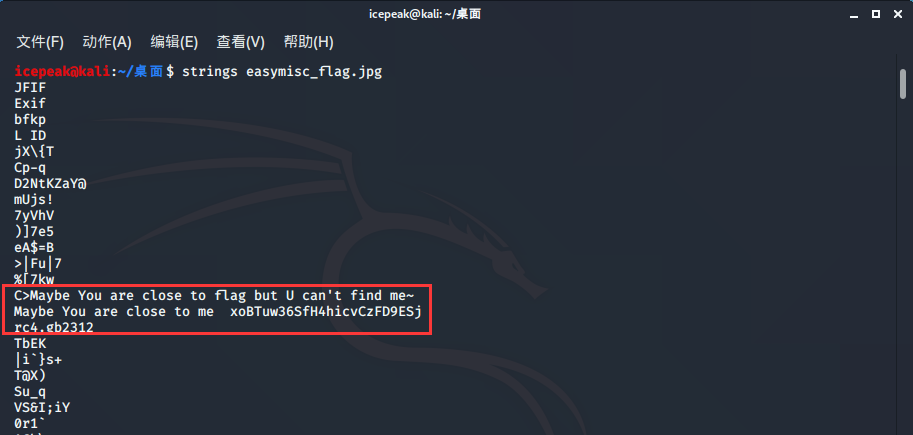 icepeak@kali: ~/桌面
文件(F) 动作(A) 编辑(E) 查看(V) 帮助(H)
icepeak@kali:~/桌面$ strings easymisc_flag.jpg
JFIF
Exif
bfkp
L ID
jX\{T
Cp-q
D2NtKZaY@
mUjs!
7yVhV
)]7e5
eA$=B
>|Fu|7
%[7kw
C>Maybe You are close to flag but U can't find me~
Maybe You are close to me  xoBTuw36SfH4hicvCzFD9ESj
rc4,gb2312
TbEK
|i`}s+
T@X)
Su_q
VS&I;iY
0r1`